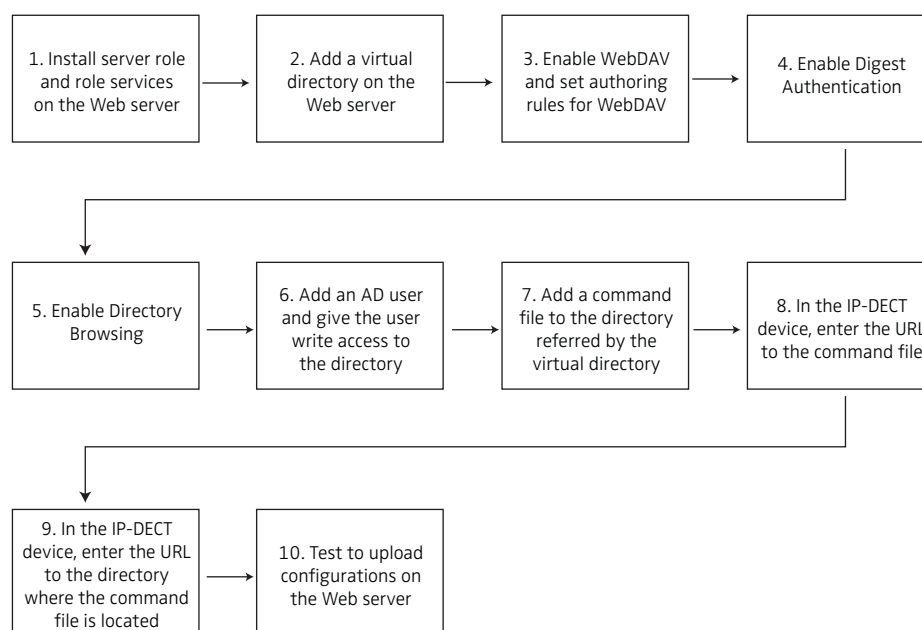 1. Install server role
and role services
on the Web server
2. Add a virtual
directory on the
Web server
3. Enable WebDAV
and set authoring
rules for WebDAV
4. Enable Digest
Authentication
5. Enable Directory
Browsing
6. Add an AD user
and give the user
write access to
the directory
7. Add a command
file to the directory
referred by the
virtual directory
8. In the IP-DECT
device, enter the URL
to the command file
9. In the IP-DECT
device, enter the URL
to the directory
where the command
file is located
10. Test to upload
configurations on
the Web server